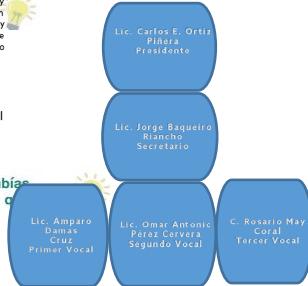 y
n
y
e
o
Lic. Carlos E. Ortiz
Piñera
Presidente
l
Lic. Jorge Baqueiro
Riancho
Secretario
bías
Lic. Amparo
Damas
Cruz
Primer Vocal
Lic. Omar Antonio
Pérez Cervera
Segundo Vocal
C. Rosario May
Coral
Tercer Vocal